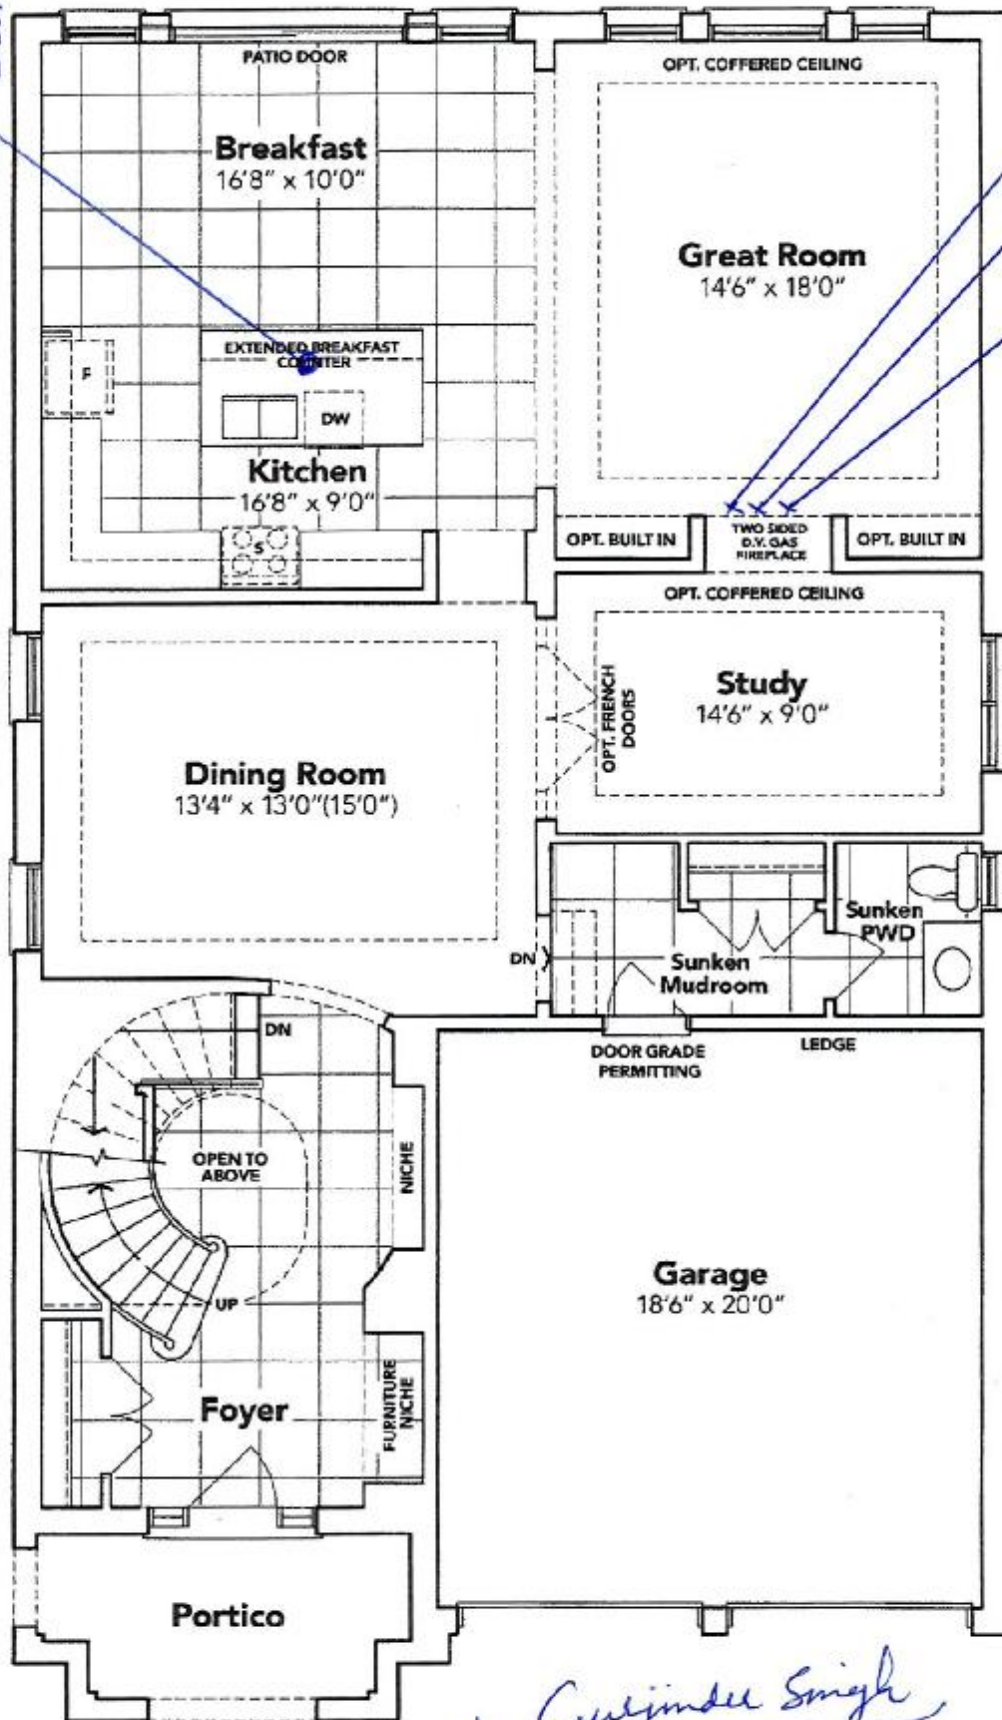 PATIO DOOR
OPT. COFFERED CEILING
Breakfast
16'8" x 10'0"
Great Room
14'6" x 18'0"
EXTENDED BREAKFAST
COUNTER
F
DW
Kitchen
16'8" x 9'0"
S
OPT. BUILT IN
TWO SIDED
D.V. GAS
FIREPLACE
OPT. BUILT IN
OPT. COFFERED CEILING
Study
14'6" x 9'0"
OPT. FRENCH
DOORS
Dining Room
13'4" x 13'0"(15'0")
Sunken
PWD
DN
Sunken
Mudroom
DN
DOOR GRADE
PERMITTING
LEDGE
OPEN TO
ABOVE
NICHE
UP
Garage
18'6" x 20'0"
Foyer
FURNITURE
NICHE
Portico
Singh